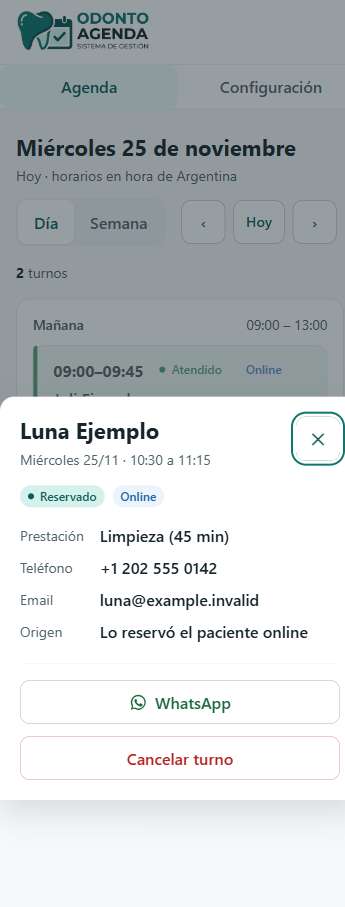 ODONTO
AGENDA
SISTEMA DE GESTIÓN
Agenda
Configuración
Miércoles 25 de noviembre
Hoy · horarios en hora de Argentina
Día
Semana
‹
Hoy
›
2 turnos
Mañana
09:00 – 13:00
09:00–09:45
Atendido
Online
Luna Ejemplo
Miércoles 25/11 · 10:30 a 11:15
Reservado
Online
Prestación Limpieza (45 min)
Teléfono +1 202 555 0142
Email luna@example.invalid
Origen Lo reservó el paciente online
WhatsApp
Cancelar turno